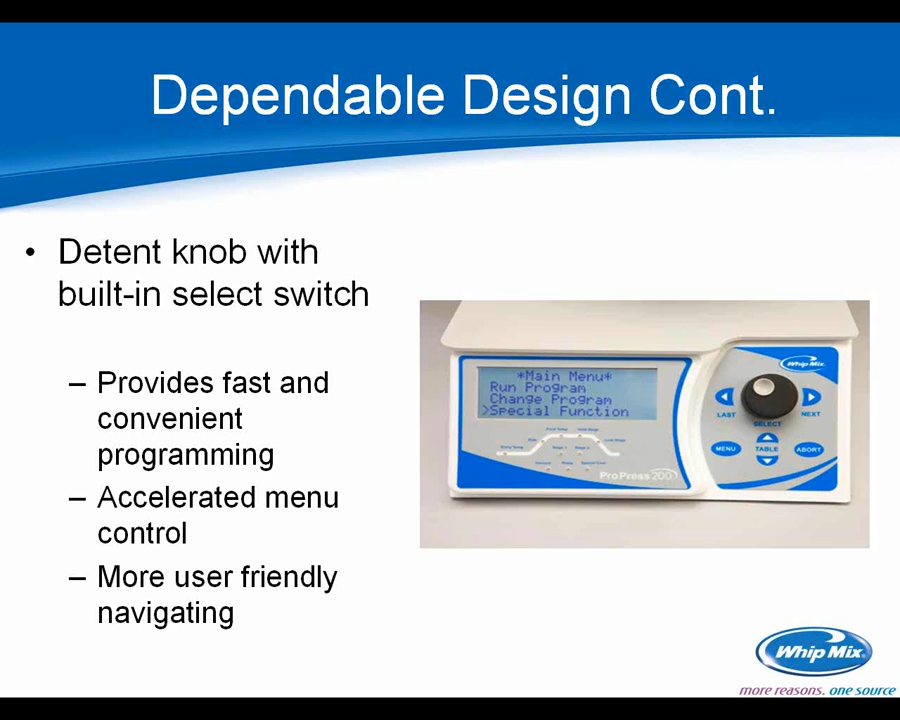 Dependable Design Cont.
• Detent knob with
built-in select switch
– Provides fast and
convenient
programming
– Accelerated menu
control
– More user friendly
navigating
*Main Menu*
Run Program
Change Program
>Special Function
ProPress 200
Whip Mix
LAST
NEXT
SELECT
MENU
TABLE
ABORT
Whip Mix®
more reasons. one source